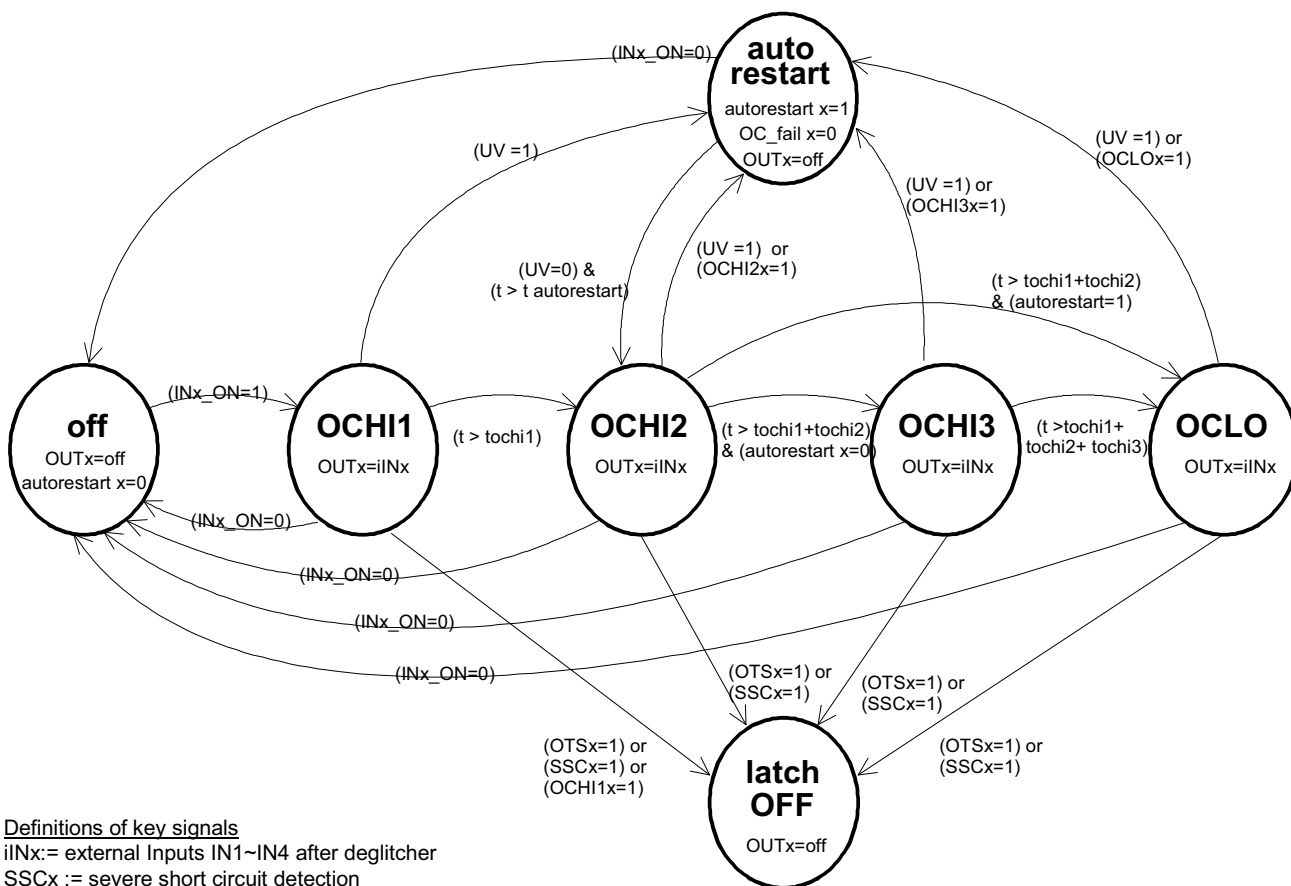 (INx_ON=0)
auto
restart
autorestart x=1
OC_fail x=0
OUTx=off
(UV =1)
(UV =1) or
(OCLOx=1)
(UV =1) or
(OCHI3x=1)
(UV =1) or
(OCHI2x=1)
(UV=0) &
(t > t autorestart)
(t > tochi1+tochi2)
& (autorestart=1)
(INx_ON=1)
off
OUTx=off
autorestart x=0
OCHI1
OUTx=iINx
(t > tochi1)
OCHI2
OUTx=iINx
(t > tochi1+tochi2)
& (autorestart x=0)
OCHI3
OUTx=iINx
(t >tochi1+
tochi2+ tochi3)
OCLO
OUTx=iINx
(INx_ON=0)
(INx_ON=0)
(INx_ON=0)
(INx_ON=0)
(OTSx=1) or
(SSCx=1)
(OTSx=1) or
(SSCx=1)
(OTSx=1) or
(SSCx=1) or
(OCHI1x=1)
(OTSx=1) or
(SSCx=1)
latch
OFF
OUTx=off
Definitions of key signals
iINx:= external Inputs IN1~IN4 after deglitcher
SSCx := severe short circuit detection